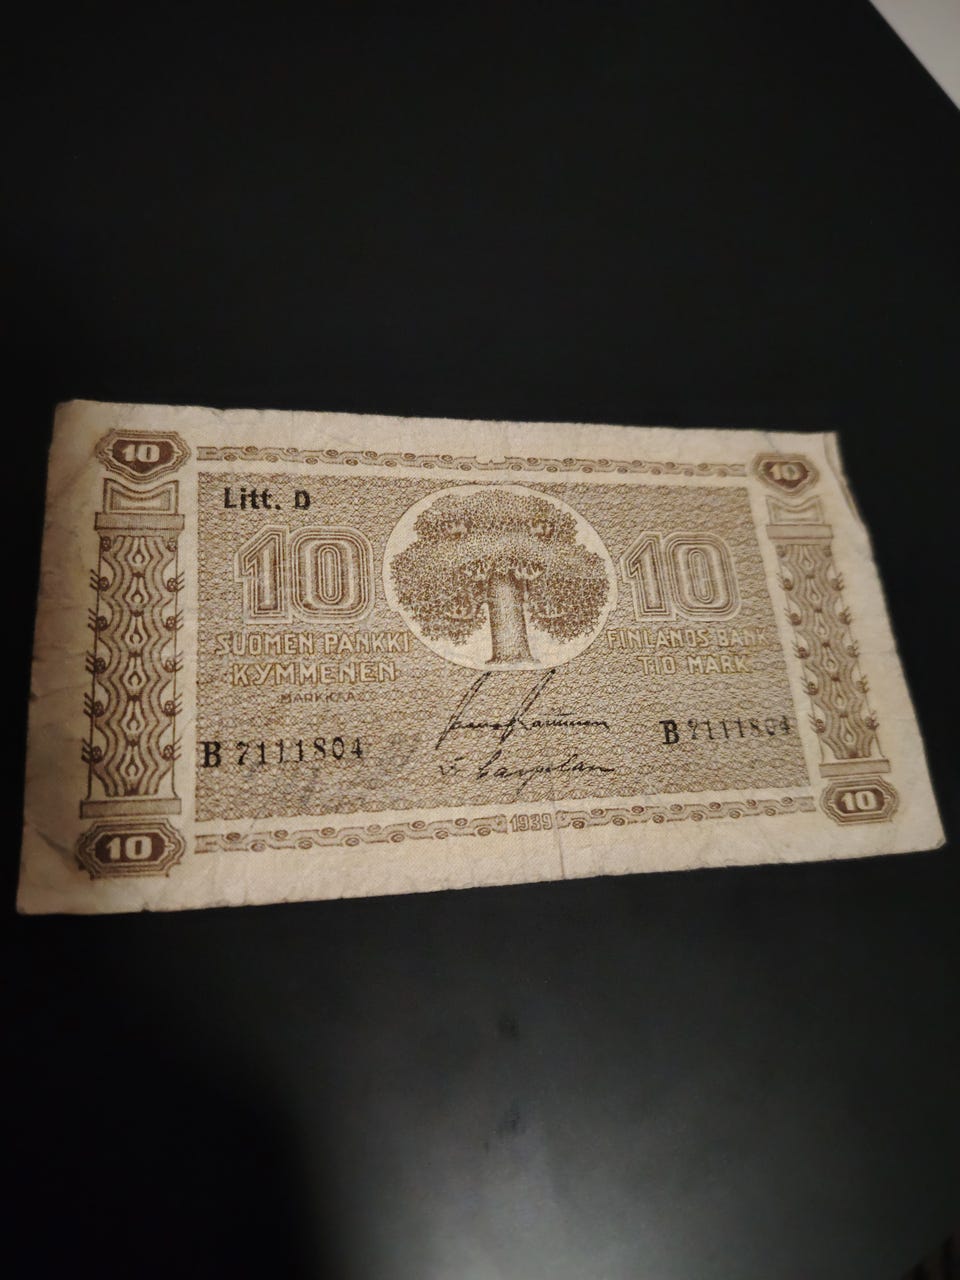 10 10
Litt. D
10 10
SUOMEN PANKKI FINLANDS BANK
KYMMENEN TIO MARK
MARKKAA
B 7111804 B 7111804
1939
10 10